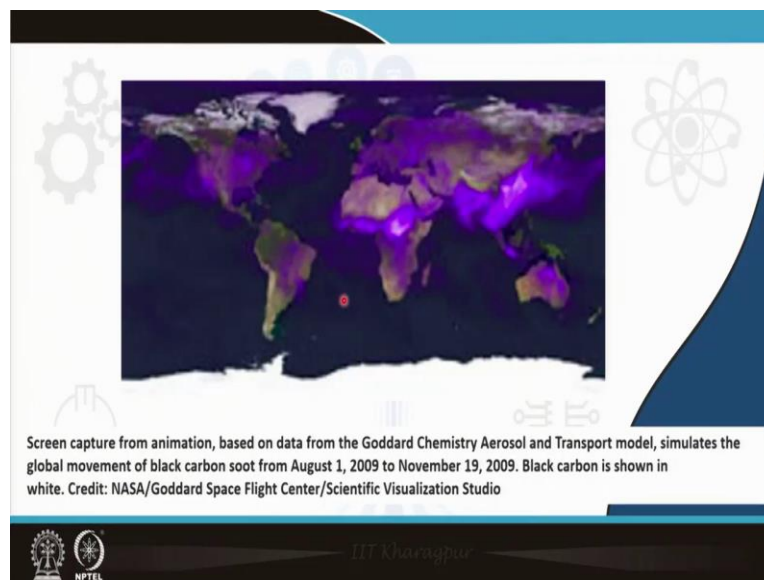 Screen capture from animation, based on data from the Goddard Chemistry Aerosol and Transport model, simulates the
global movement of black carbon soot from August 1, 2009 to November 19, 2009. Black carbon is shown in
white. Credit: NASA/Goddard Space Flight Center/Scientific Visualization Studio
IIT Kharagpur
NPTEL